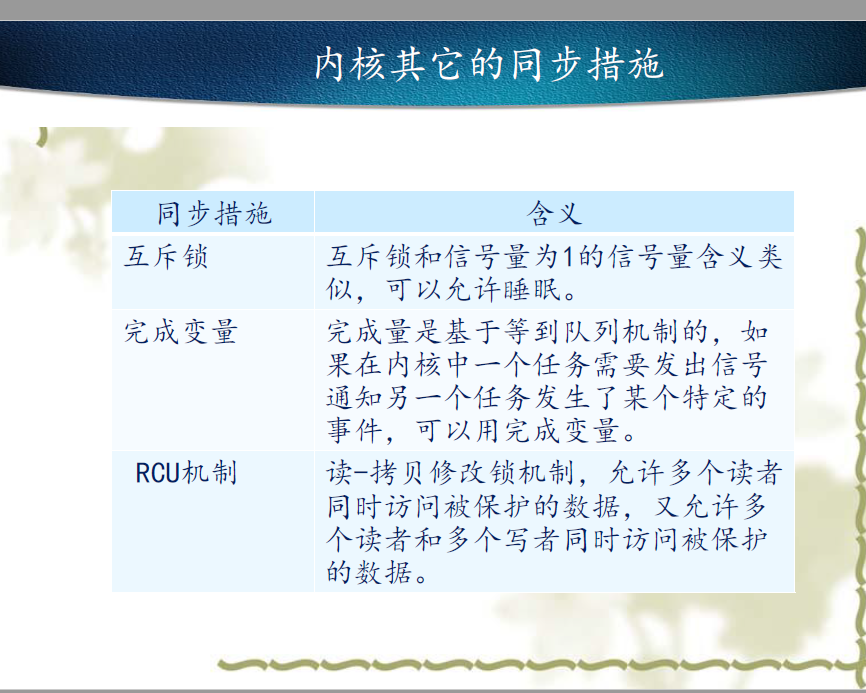 内核其它的同步措施
同步措施
含义
互斥锁
互斥锁和信号量为1的信号量含义类
似，可以允许睡眠。
完成变量
完成量是基于等到队列机制的，如
果在内核中一个任务需要发出信号
通知另一个任务发生了某个特定的
事件，可以用完成变量。
RCU机制
读-拷贝修改锁机制，允许多个读者
同时访问被保护的数据，又允许多
个读者和多个写者同时访问被保护
的数据。